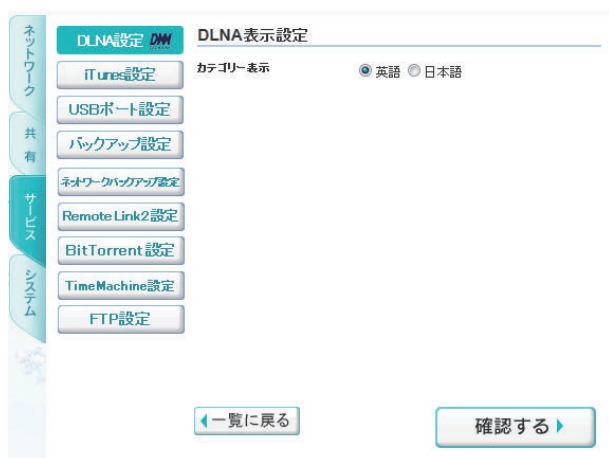 ネットワーク
共有
サービス
システム
DLNA設定
iTunes設定
USBポート設定
バックアップ設定
ネットワークバックアップ設定
Remote Link2設定
BitTorrent設定
TimeMachine設定
FTP設定
DLNA表示設定
カテゴリー表示 英語 日本語
一覧に戻る
確認する